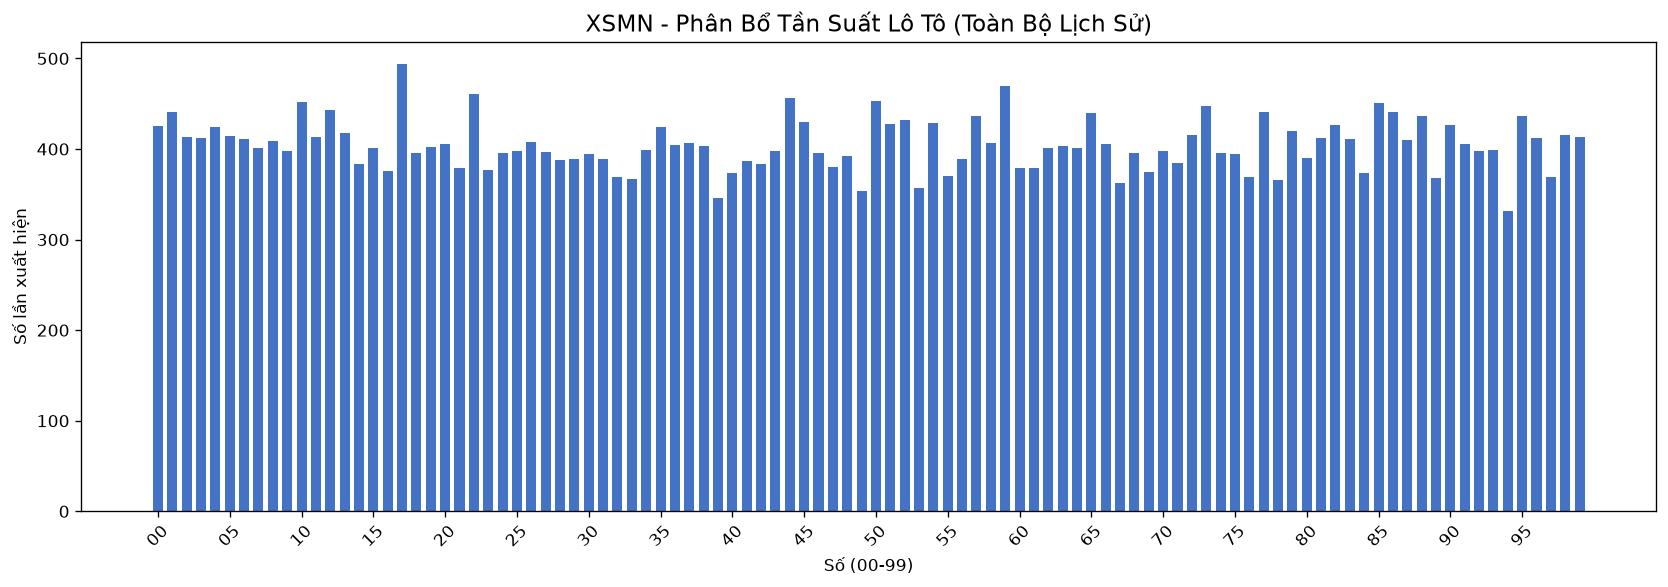 XSMN - Phân Bổ Tần Suất Lô Tô (Toàn Bộ Lịch Sử)
Số lần xuất hiện
500
400
300
200
100
0
00 05 10 15 20 25 30 35 40 45 50 55 60 65 70 75 80 85 90 95
Số (00-99)